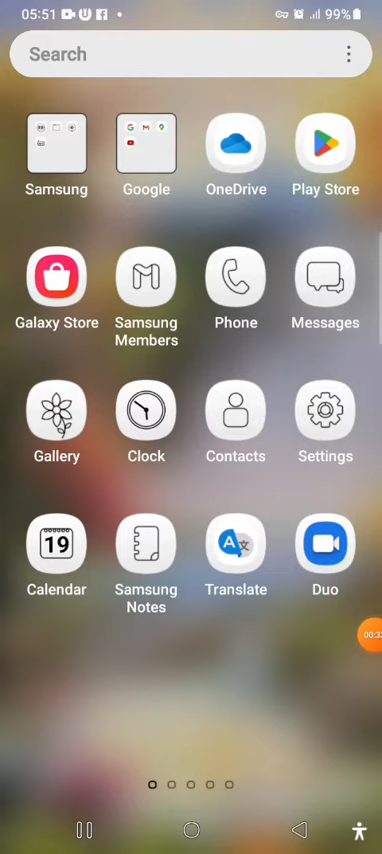 05:51
99%
Search
Samsung
Google
OneDrive
Play Store
Galaxy Store
Samsung
Members
Phone
Messages
Gallery
Clock
Contacts
Settings
19
Calendar
Samsung
Notes
Translate
Duo